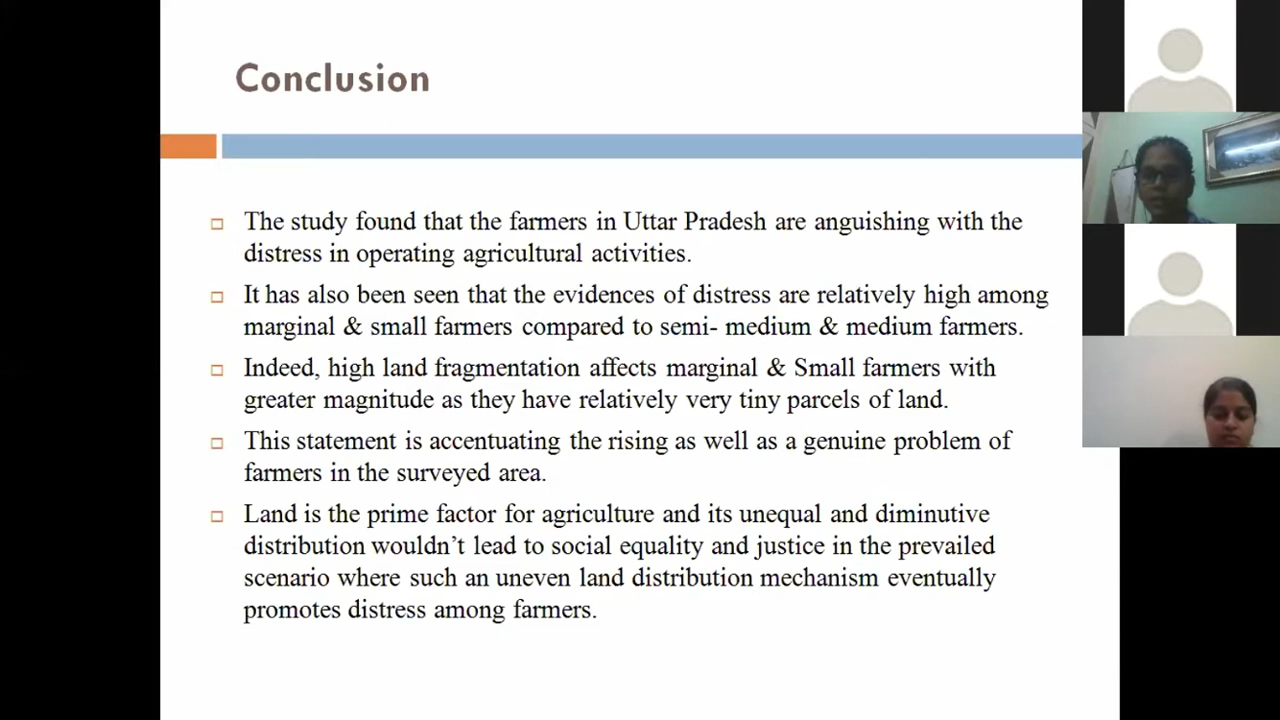 Conclusion
The study found that the farmers in Uttar Pradesh are anguishing with the
distress in operating agricultural activities.
It has also been seen that the evidences of distress are relatively high among
marginal & small farmers compared to semi- medium & medium farmers.
Indeed, high land fragmentation affects marginal & Small farmers with
greater magnitude as they have relatively very tiny parcels of land.
This statement is accentuating the rising as well as a genuine problem of
farmers in the surveyed area.
Land is the prime factor for agriculture and its unequal and diminutive
distribution wouldn’t lead to social equality and justice in the prevailed
scenario where such an uneven land distribution mechanism eventually
promotes distress among farmers.